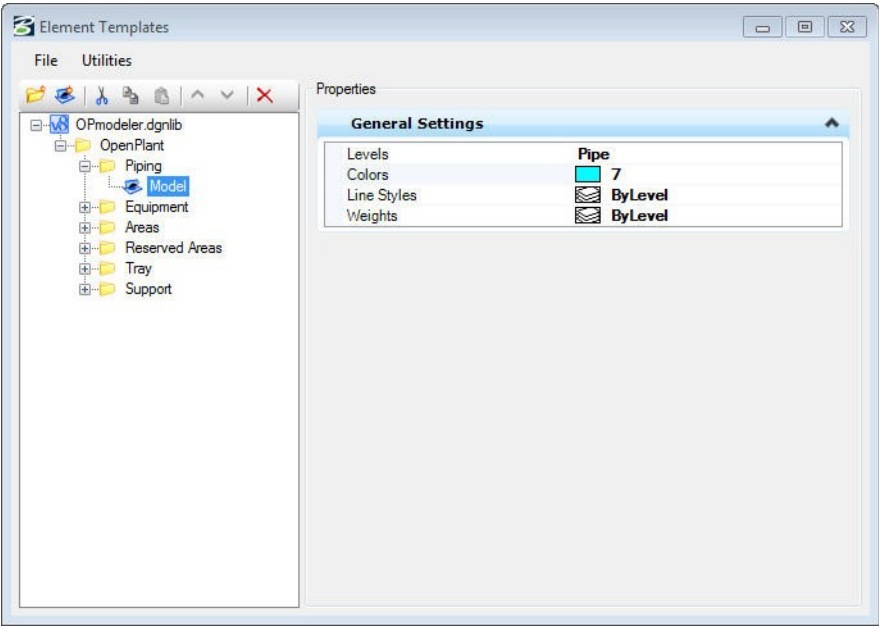 Element Templates
File Utilities
Properties
OPmodeler.dgnlib
OpenPlant
Piping
Model
Equipment
Areas
Reserved Areas
Tray
Support
General Settings
Levels Pipe
Colors 7
Line Styles ByLevel
Weights ByLevel